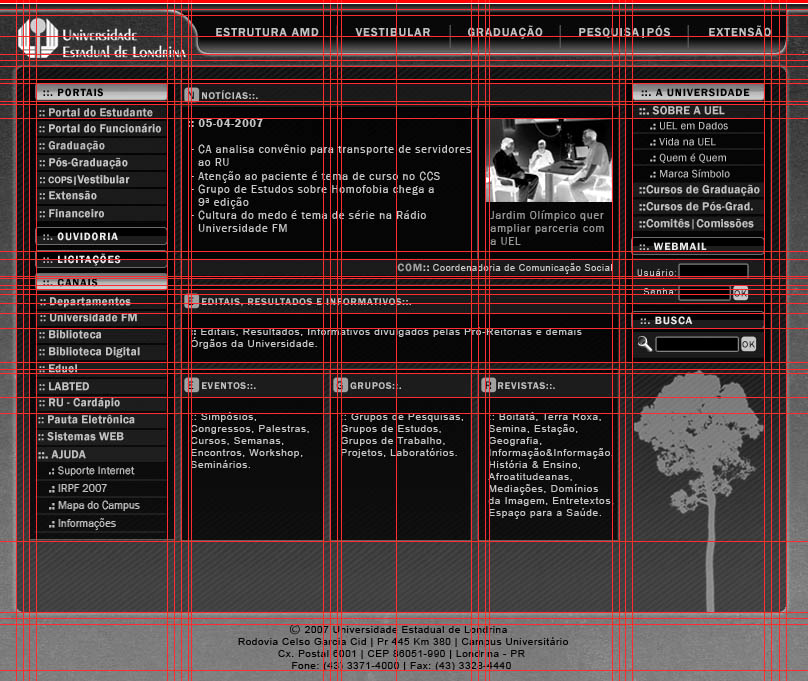 Universidade
Estadual de Londrina
ESTRUTURA AMD
VESTIBULAR
GRADUAÇÃO
PESQUISA|PÓS
EXTENSÃO
::. PORTAIS
:: Portal do Estudante
:: Portal do Funcionário
:: Graduação
:: Pós-Graduação
:: COPS|Vestibular
:: Extensão
:: Financeiro
::. OUVIDORIA
::. LICITAÇÕES
::. CANAIS
:: Departamentos
:: Universidade FM
:: Biblioteca
:: Biblioteca Digital
:: Eduel
:: LABTED
:: RU - Cardápio
:: Pauta Eletrônica
:: Sistemas WEB
::. AJUDA
.: Suporte Internet
.: IRPF 2007
.: Mapa do Campus
.: Informações
N NOTÍCIAS::.
:: 05-04-2007
- CA analisa convênio para transporte de servidores
ao RU
- Atenção ao paciente é tema de curso no CCS
- Grupo de Estudos sobre Homofobia chega a
9ª edição
- Cultura do medo é tema de série na Rádio
Universidade FM
Jardim Olímpico quer
ampliar parceria com
a UEL
COM:: Coordenadoria de Comunicação Social
E EDITAIS, RESULTADOS E INFORMATIVOS::.
:: Editais, Resultados, Informativos divulgados pelas Pró-Reitorias e demais
Órgãos da Universidade.
E EVENTOS::.
:: Simpósios,
Congressos, Palestras,
Cursos, Semanas,
Encontros, Workshop,
Seminários.
G GRUPOS::.
:: Grupos de Pesquisas,
Grupos de Estudos,
Grupos de Trabalho,
Projetos, Laboratórios.
R REVISTAS::.
:: Boitatá, Terra Roxa,
Semina, Estação,
Geografia,
Informação&Informação
História & Ensino,
Afroatitudeanas,
Mediações, Domínios
da Imagem, Entretextos
Espaço para a Saúde.
::. A UNIVERSIDADE
::. SOBRE A UEL
.: UEL em Dados
.: Vida na UEL
.: Quem é Quem
.: Marca Símbolo
::Cursos de Graduação
::Cursos de Pós-Grad.
::Comitês|Comissões
::. WEBMAIL
Usuário:
Senha:
OK
::. BUSCA
OK
© 2007 Universidade Estadual de Londrina
Rodovia Celso Garcia Cid | Pr 445 Km 380 | Campus Universitário
Cx. Postal 6001 | CEP 86051-990 | Londrina - PR
Fone: (43) 3371-4000 | Fax: (43) 3328-4440